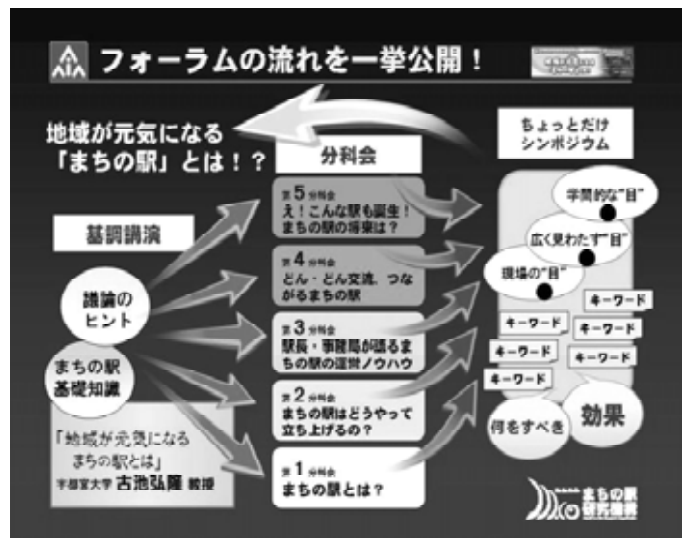 フォーラムの流れを一挙公開！
地域が元気になる
「まちの駅」とは！？
基調講演
議論の
ヒント
まちの駅
基礎知識
「地域が元気になる
まちの駅とは」
宇都宮大学 古池弘隆 教授
分科会
第5分科会
え！こんな駅も誕生！
まちの駅の将来は？
第4分科会
どん・どん交流、つな
がるまちの駅
第3分科会
駅長・事務局が語るま
ちの駅の運営ノウハウ
第2分科会
まちの駅はどうやって
立ち上げるの？
第1分科会
まちの駅とは？
ちょっとだけ
シンポジウム
学問的な"目"
広く見わたす"目"
現場の"目"
キーワード
キーワード
キーワード
キーワード
キーワード
キーワード
何をすべき
効果
まちの駅